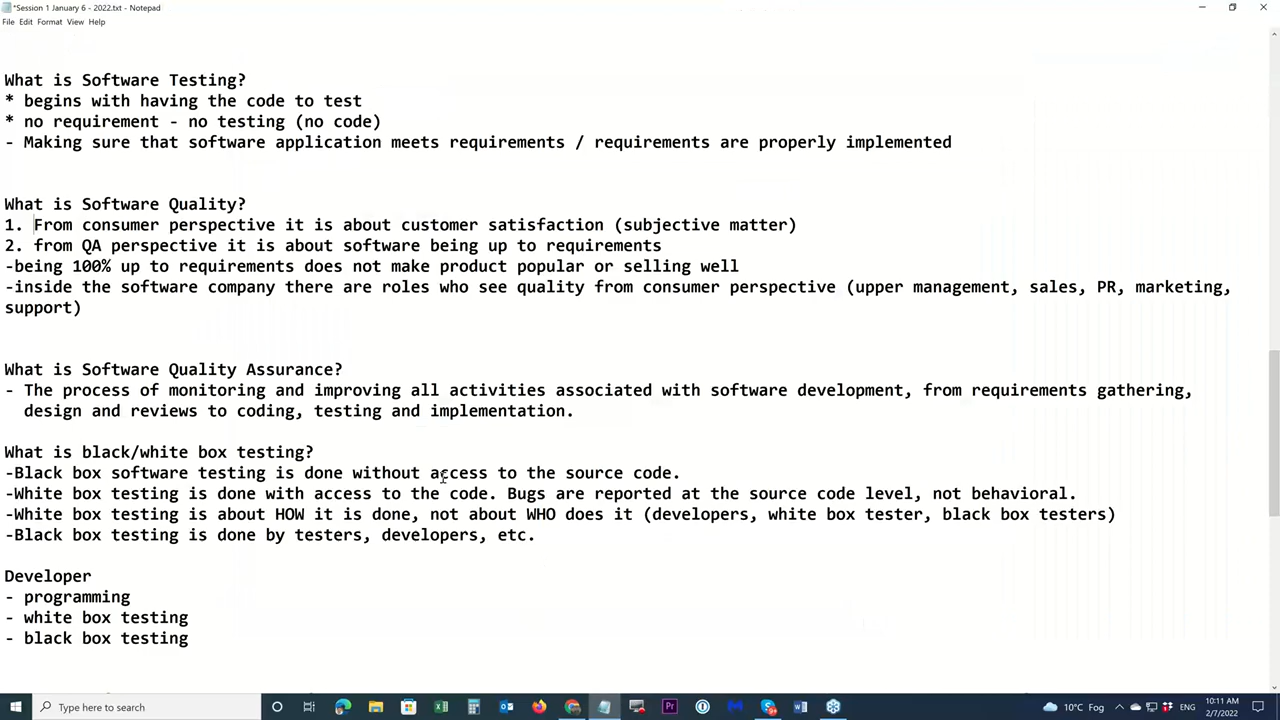 *Session 1 January 6 - 2022.txt - Notepad
File Edit Format View Help
What is Software Testing?
* begins with having the code to test
* no requirement - no testing (no code)
- Making sure that software application meets requirements / requirements are properly implemented
What is Software Quality?
1. From consumer perspective it is about customer satisfaction (subjective matter)
2. from QA perspective it is about software being up to requirements
-being 100% up to requirements does not make product popular or selling well
-inside the software company there are roles who see quality from consumer perspective (upper management, sales, PR, marketing,
support)
What is Software Quality Assurance?
- The process of monitoring and improving all activities associated with software development, from requirements gathering,
design and reviews to coding, testing and implementation.
What is black/white box testing?
-Black box software testing is done without access to the source code.
-White box testing is done with access to the code. Bugs are reported at the source code level, not behavioral.
-White box testing is about HOW it is done, not about WHO does it (developers, white box tester, black box testers)
-Black box testing is done by testers, developers, etc.
Developer
- programming
- white box testing
- black box testing
Type here to search
10°C Fog
10:11 AM
2/7/2022